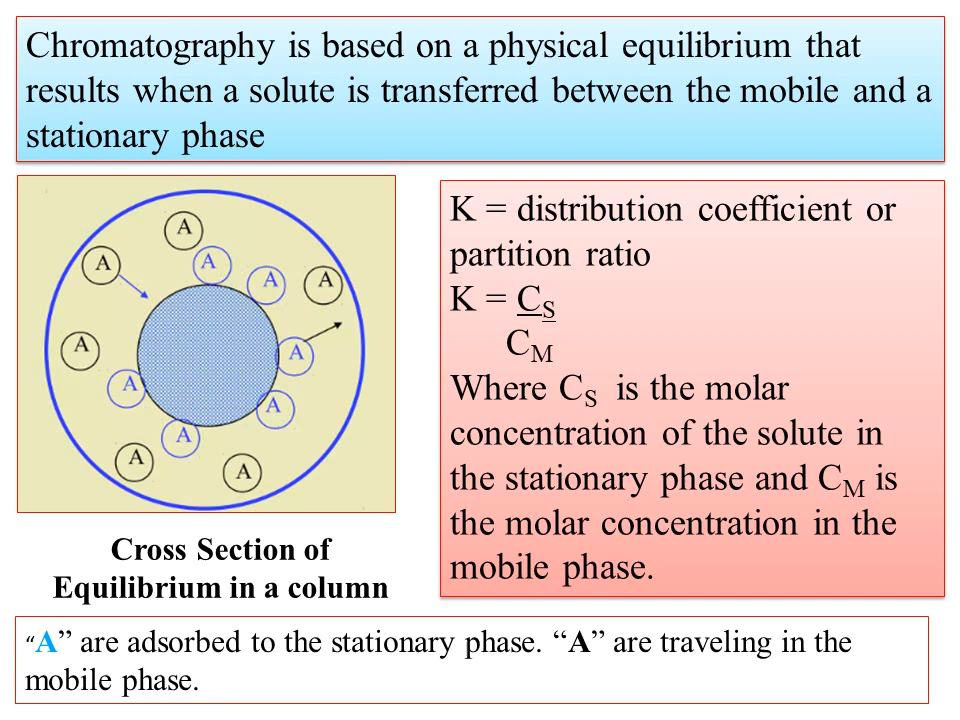 Chromatography is based on a physical equilibrium that
results when a solute is transferred between the mobile and a
stationary phase
A
A
A
A
A
A
A
A
A
A
A
A
K = distribution coefficient or
partition ratio
K = CS
CM
Where CS is the molar
concentration of the solute in
the stationary phase and CM is
the molar concentration in the
mobile phase.
Cross Section of
Equilibrium in a column
“A” are adsorbed to the stationary phase. “A” are traveling in the
mobile phase.